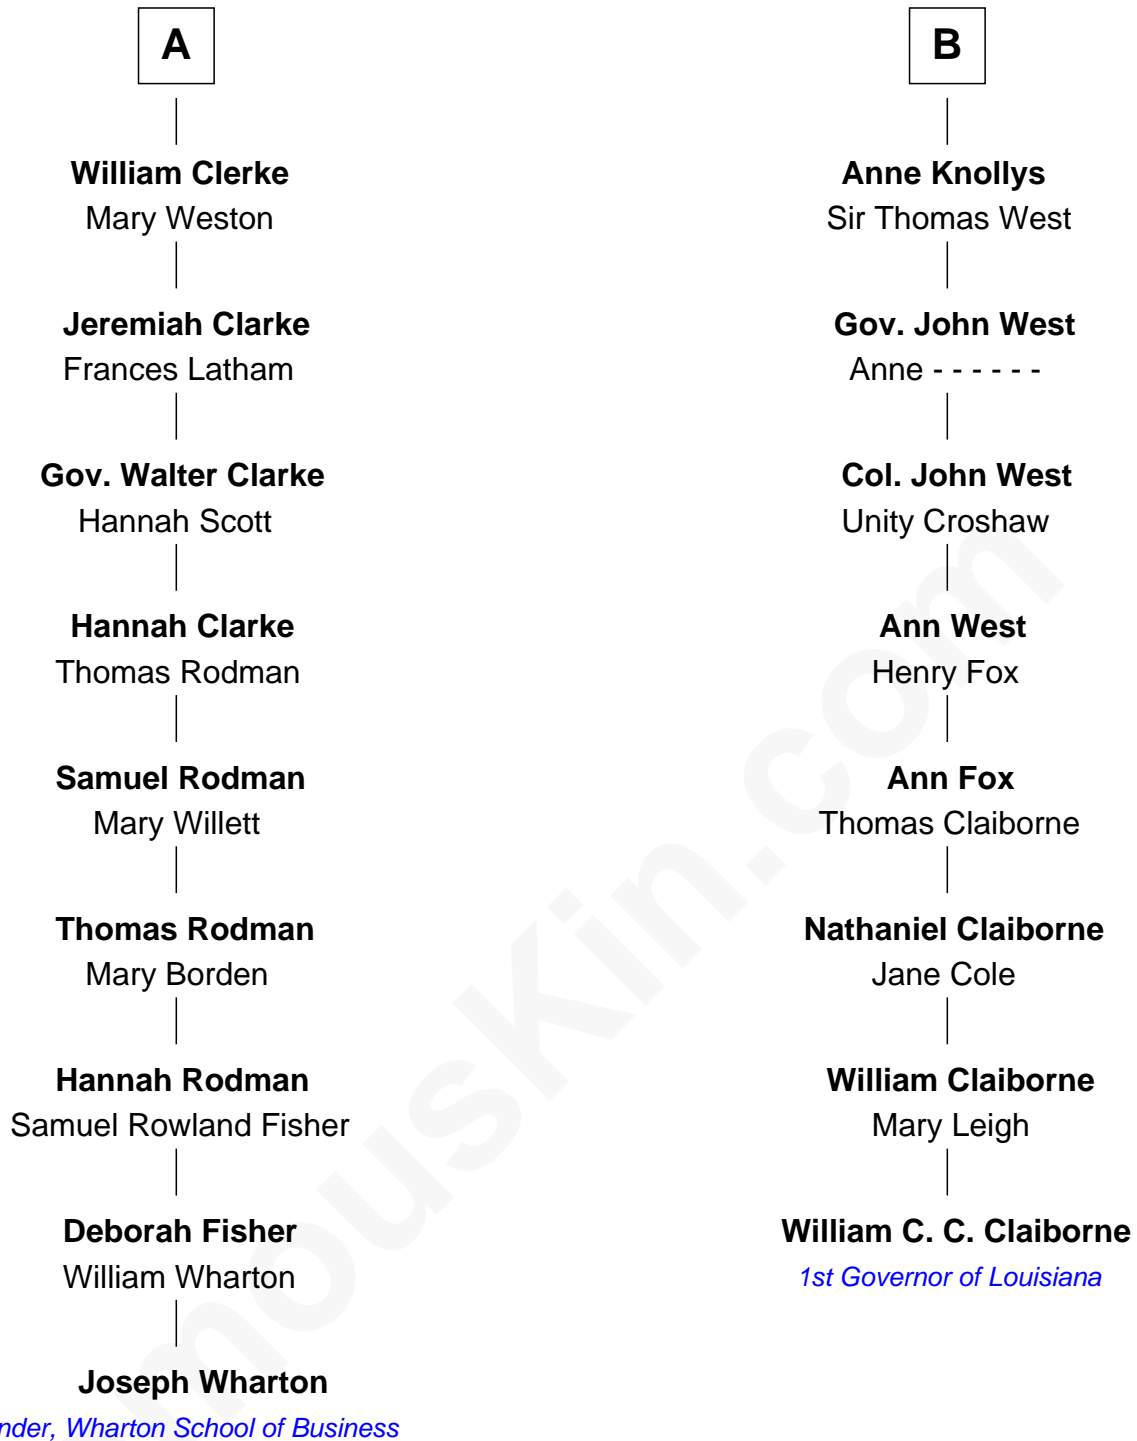 A
William Clerke
Mary Weston
Jeremiah Clarke
Frances Latham
Gov. Walter Clarke
Hannah Scott
Hannah Clarke
Thomas Rodman
Samuel Rodman
Mary Willett
Thomas Rodman
Mary Borden
Hannah Rodman
Samuel Rowland Fisher
Deborah Fisher
William Wharton
Joseph Wharton
nder, Wharton School of Business
B
Anne Knollys
Sir Thomas West
Gov. John West
Anne - - - - - -
Col. John West
Unity Croshaw
Ann West
Henry Fox
Ann Fox
Thomas Claiborne
Nathaniel Claiborne
Jane Cole
William Claiborne
Mary Leigh
William C. C. Claiborne
1st Governor of Louisiana
mousKin.com